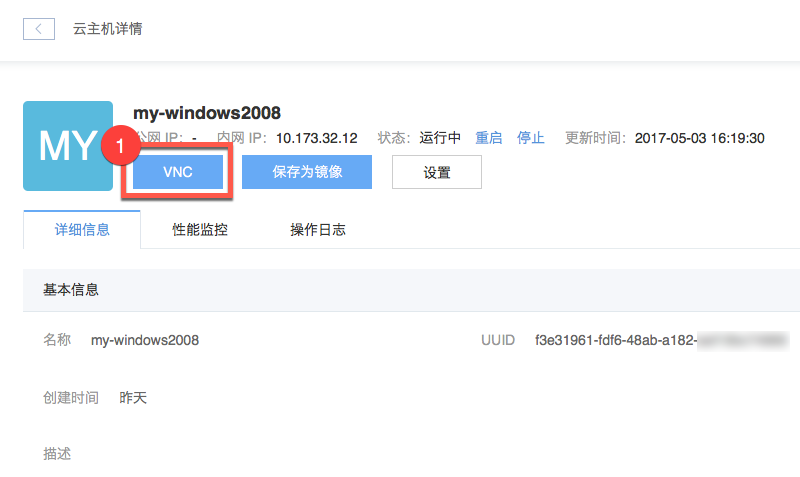 云主机详情
MY
my-windows2008
1
公网 IP： - 内网 IP： 10.173.32.12 状态： 运行中 重启 停止 更新时间： 2017-05-03 16:19:30
VNC 保存为镜像 设置
详细信息 性能监控 操作日志
基本信息
名称 my-windows2008 UUID f3e31961-fdf6-48ab-a182-
创建时间 昨天
描述